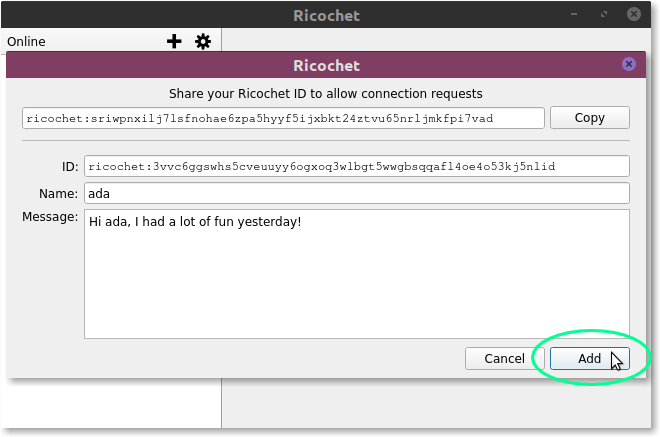 Ricochet
Online
Ricochet
Share your Ricochet ID to allow connection requests
ricochet:sriwpnxilj7lsfnohae6zpa5hyyf5ijxbkt24ztvu65nrljmkfpi7vad
Copy
ID:
ricochet:3vvc6ggswhs5cveuuyy6ogxoq3wlbgt5wwgbsqqafl4oe4o53kj5nlid
Name:
ada
Message:
Hi ada, I had a lot of fun yesterday!
Cancel
Add